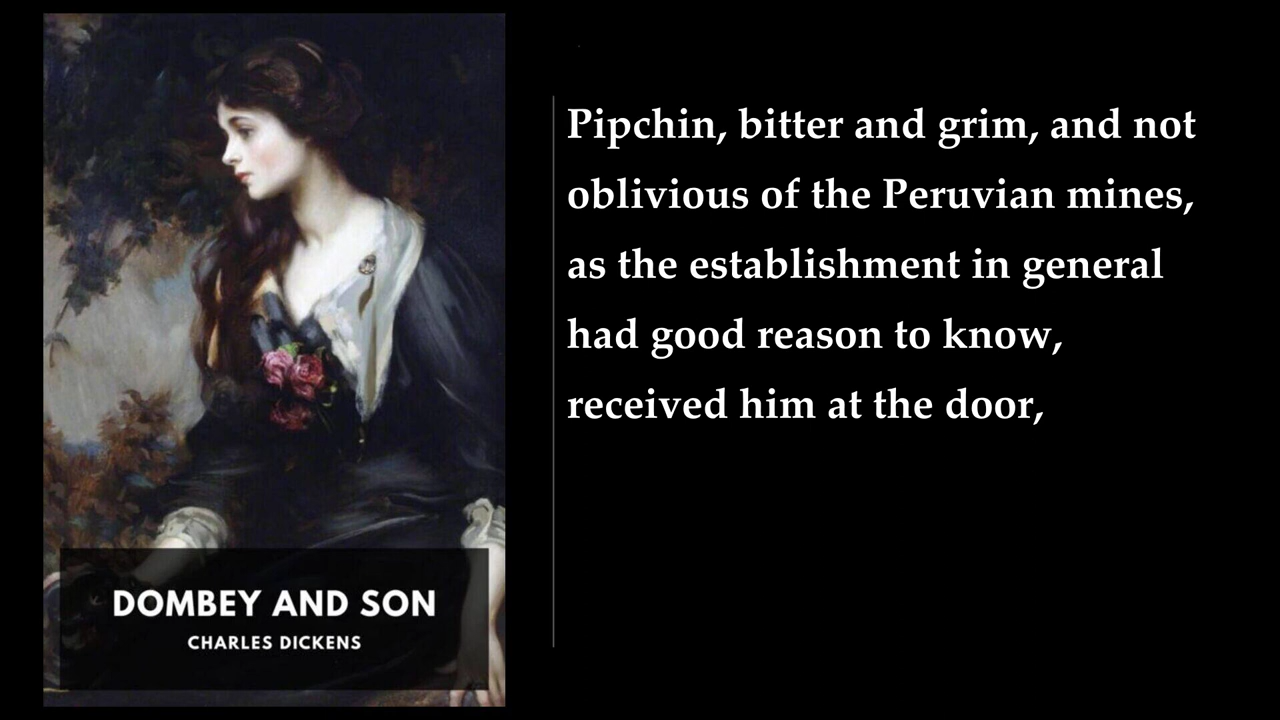 DOMBEY AND SON
CHARLES DICKENS
Pipchin, bitter and grim, and not
oblivious of the Peruvian mines,
as the establishment in general
had good reason to know,
received him at the door,